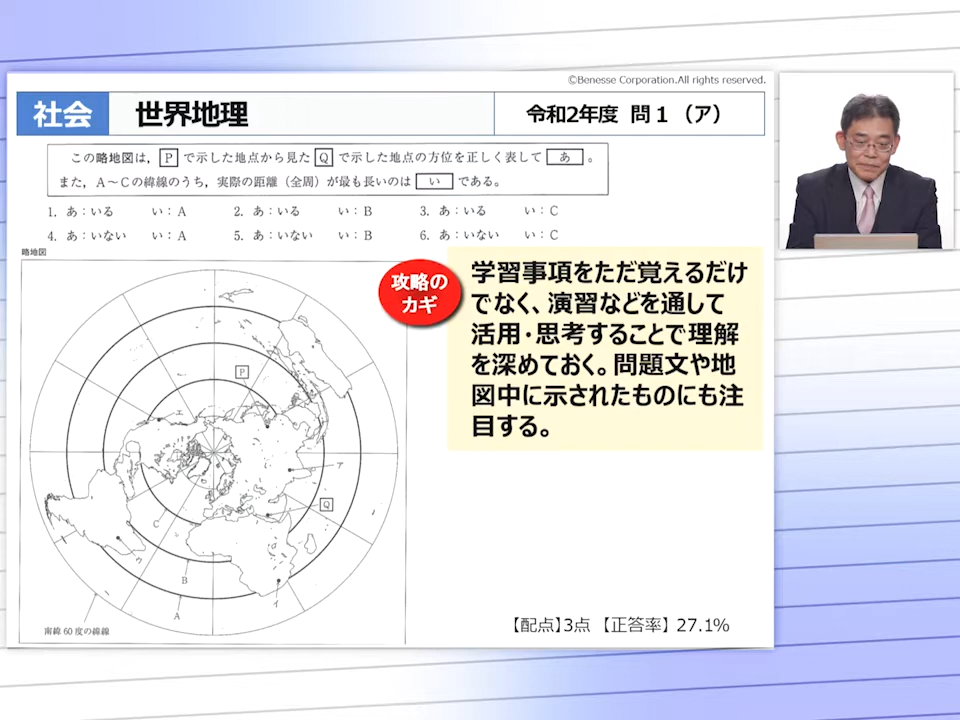 ©Benesse Corporation.All rights reserved.
社会 世界地理 令和2年度 問1（ア）
この略地図は，P で示した地点から見た Q で示した地点の方位を正しく表して あ 。
また，A～Cの緯線のうち，実際の距離（全周）が最も長いのは い である。
1．あ：いる い：A 2．あ：いる い：B 3．あ：いる い：C
4．あ：いない い：A 5．あ：いない い：B 6．あ：いない い：C
略地図
攻略の
カギ
学習事項をただ覚えるだけ
でなく、演習などを通して
活用・思考することで理解
を深めておく。問題文や地
図中に示されたものにも注
目する。
P
エ
ア
Q
C
ウ
B
イ
A
南緯60度の緯線
【配点】3点 【正答率】27.1%